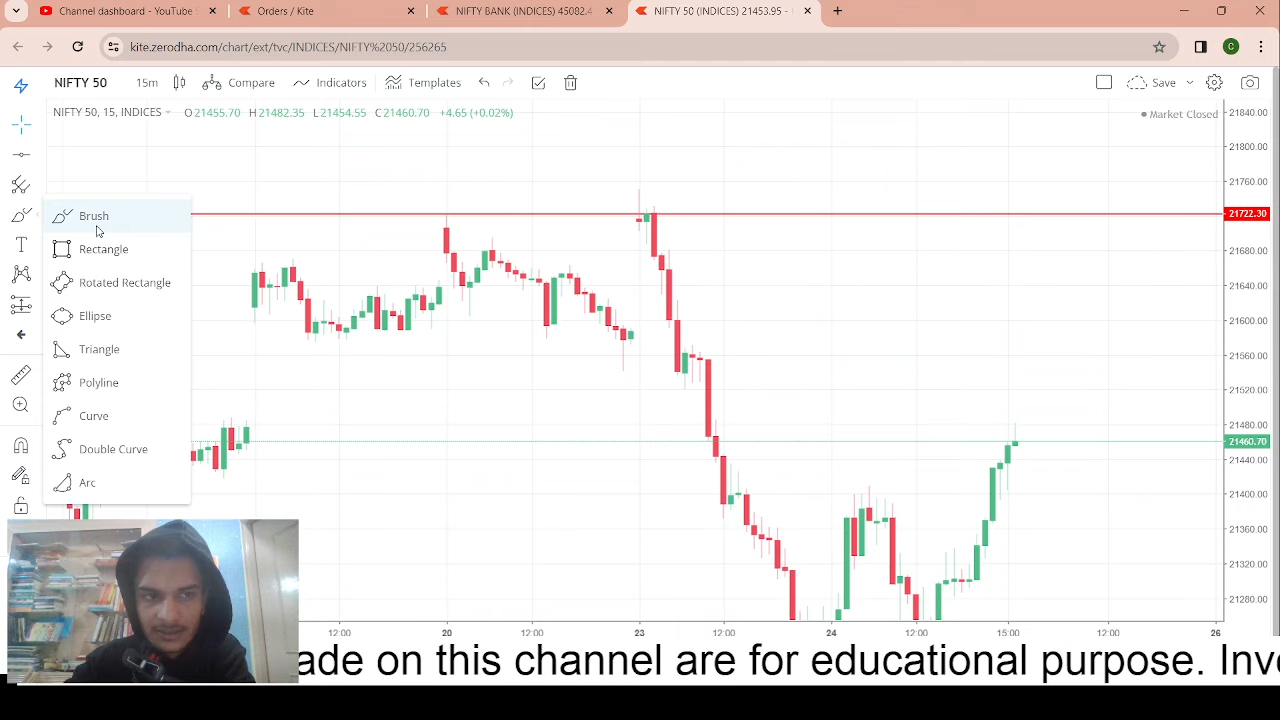 Channel dashboard - YouTube S
Orders / Kite
NIFTY BANK (INDICES) 45082.4
NIFTY 50 (INDICES) 21453.95 -
kite.zerodha.com/chart/ext/tvc/INDICES/NIFTY%2050/256265
C
NIFTY 50
15m
Compare
Indicators
Templates
Save
NIFTY 50, 15, INDICES
O21455.70 H21482.35 L21454.55 C21460.70 +4.65 (+0.02%)
Market Closed
T
Brush
Rectangle
Rotated Rectangle
Ellipse
Triangle
Polyline
Curve
Double Curve
Arc
21840.00
21800.00
21760.00
21722.30
21680.00
21640.00
21600.00
21560.00
21520.00
21480.00
21460.70
21440.00
21400.00
21360.00
21320.00
21280.00
12:00 20 12:00 23 12:00 24 12:00 15:00 12:00 26
ade on this channel are for educational purpose. Inve